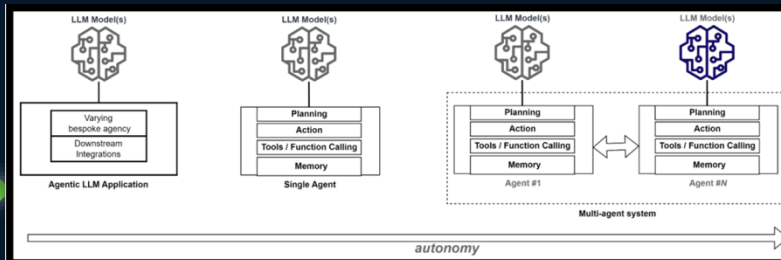 LLM Model(s)
Varying
bespoke agency
Downstream
Integrations
Agentic LLM Application
LLM Model(s)
Planning
Action
Tools / Function Calling
Memory
Single Agent
LLM Model(s)
Planning
Action
Tools / Function Calling
Memory
Agent #1
LLM Model(s)
Planning
Action
Tools / Function Calling
Memory
Agent #N
Multi-agent system
autonomy